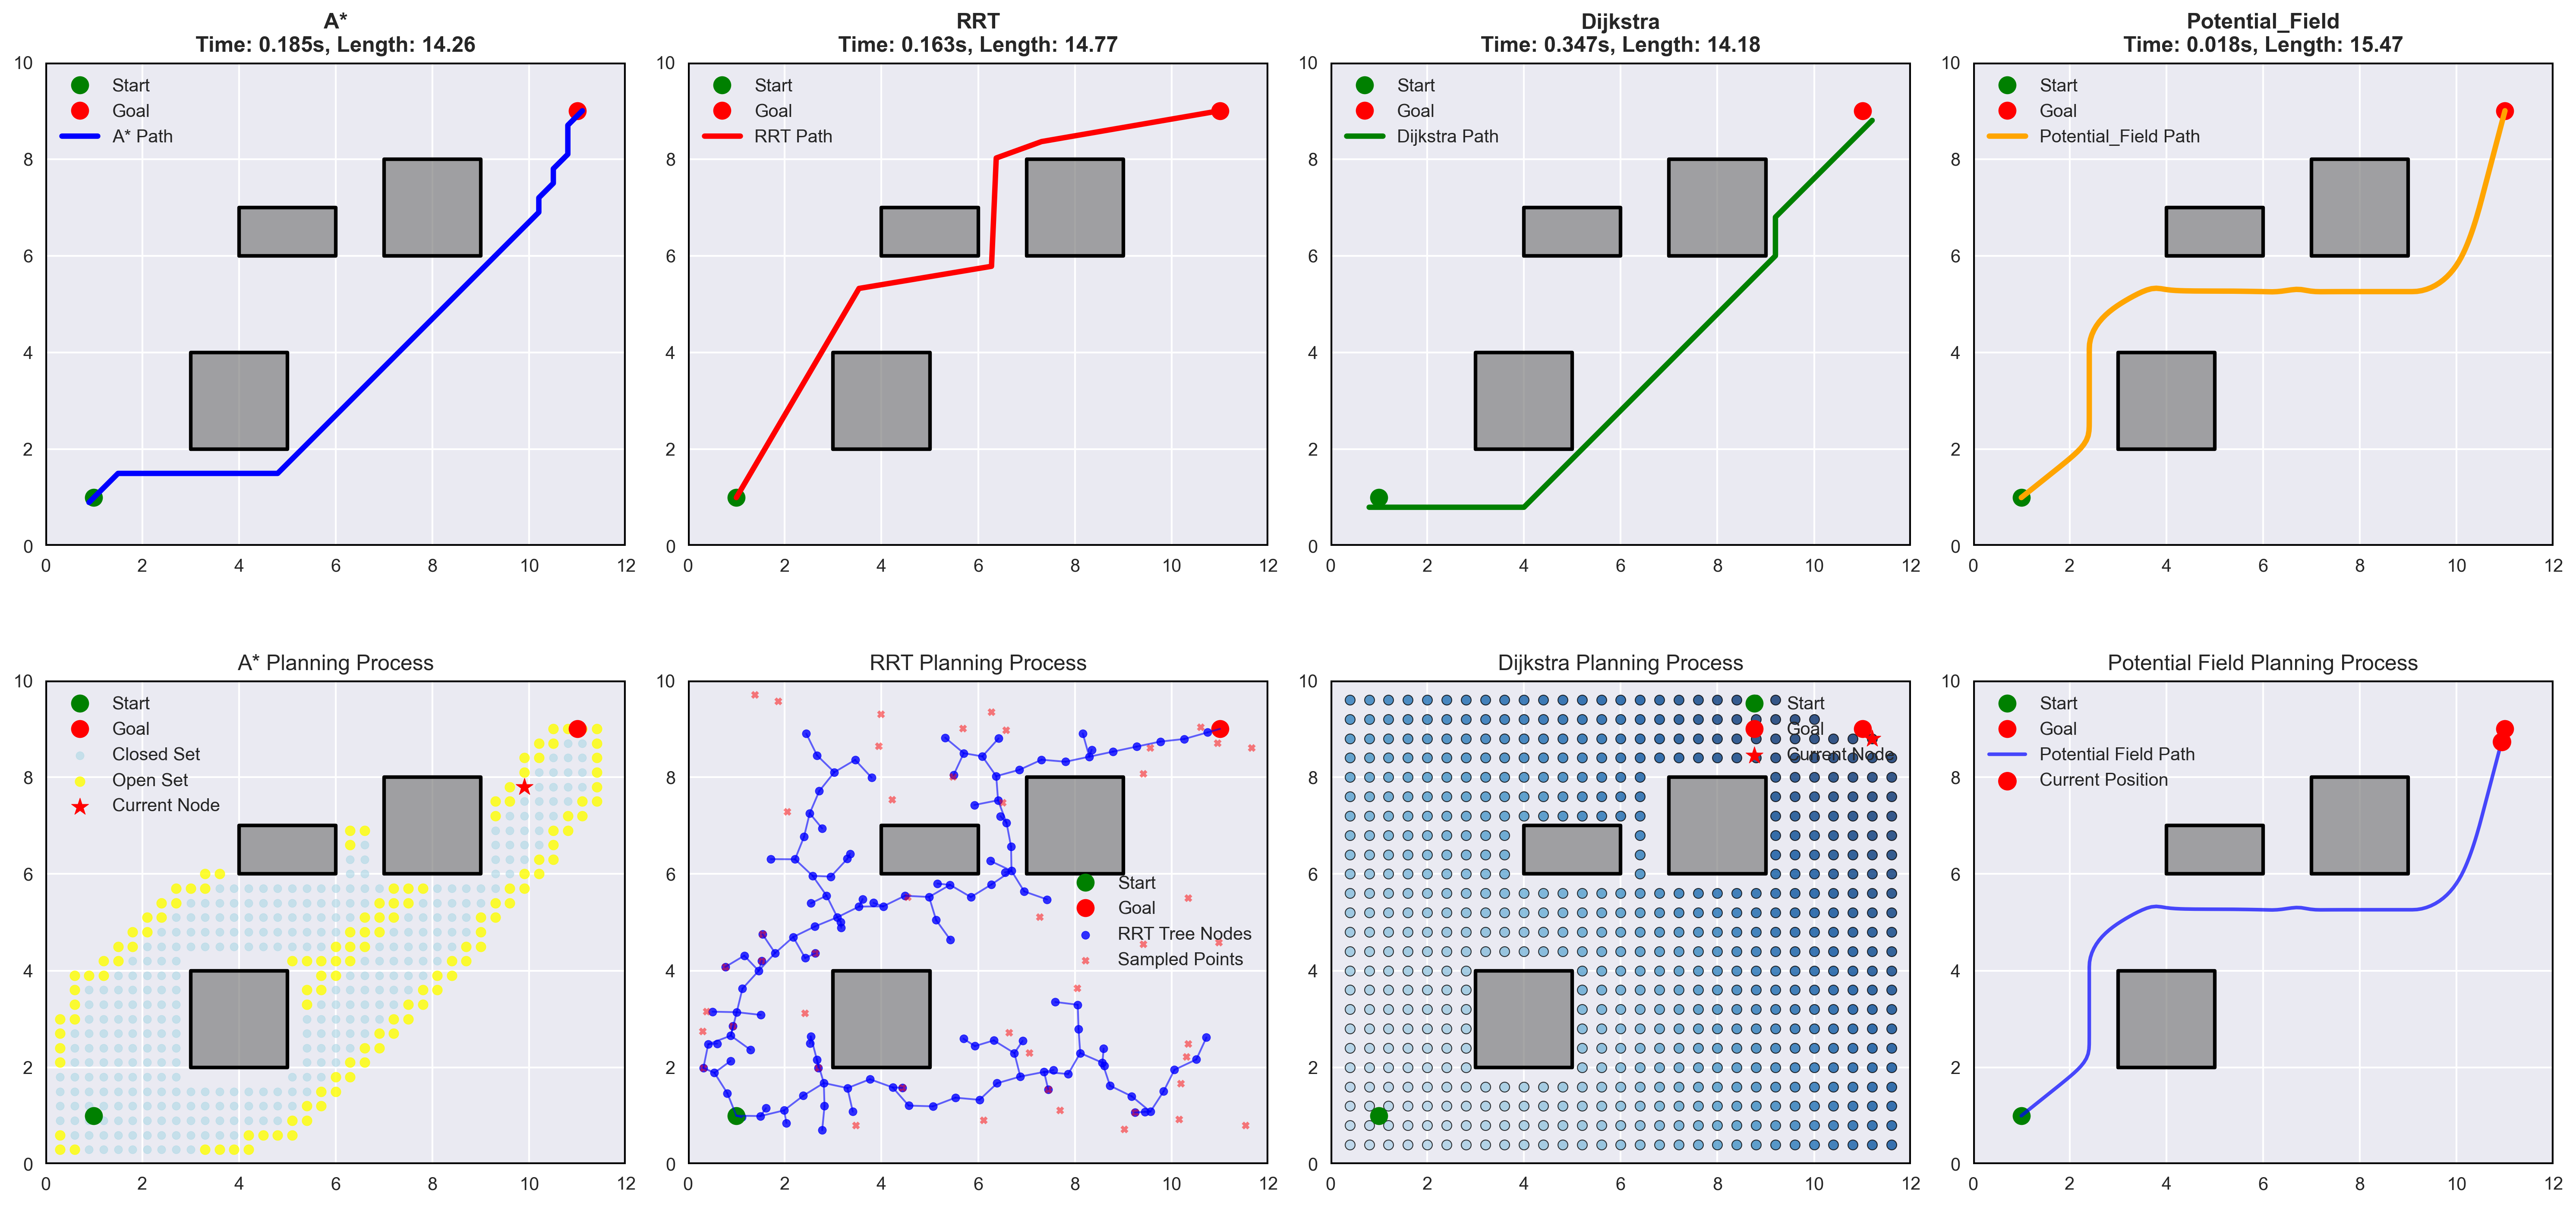 A*
Time: 0.185s, Length: 14.26
10
8
6
4
2
0
0 2 4 6 8 10 12
Start
Goal
A* Path
RRT
Time: 0.163s, Length: 14.77
10
8
6
4
2
0
0 2 4 6 8 10 12
Start
Goal
RRT Path
Dijkstra
Time: 0.347s, Length: 14.18
10
8
6
4
2
0
0 2 4 6 8 10 12
Start
Goal
Dijkstra Path
Potential_Field
Time: 0.018s, Length: 15.47
10
8
6
4
2
0
0 2 4 6 8 10 12
Start
Goal
Potential_Field Path
A* Planning Process
10
8
6
4
2
0
0 2 4 6 8 10 12
Start
Goal
Closed Set
Open Set
Current Node
RRT Planning Process
10
8
6
4
2
0
0 2 4 6 8 10 12
Start
Goal
RRT Tree Nodes
Sampled Points
Dijkstra Planning Process
10
8
6
4
2
0
0 2 4 6 8 10 12
Start
Goal
Current Node
Potential Field Planning Process
10
8
6
4
2
0
0 2 4 6 8 10 12
Start
Goal
Potential Field Path
Current Position